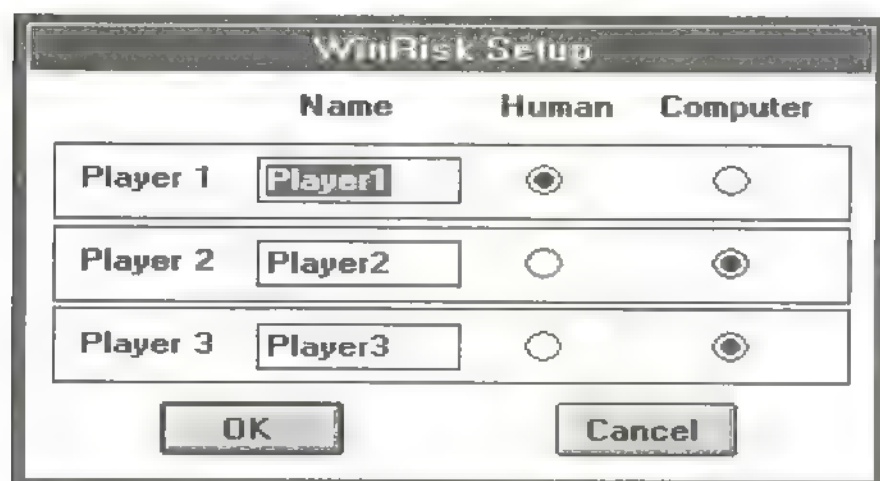 WinRisk Setup
Name Human Computer
Player 1 Player1
Player 2 Player2
Player 3 Player3
OK Cancel